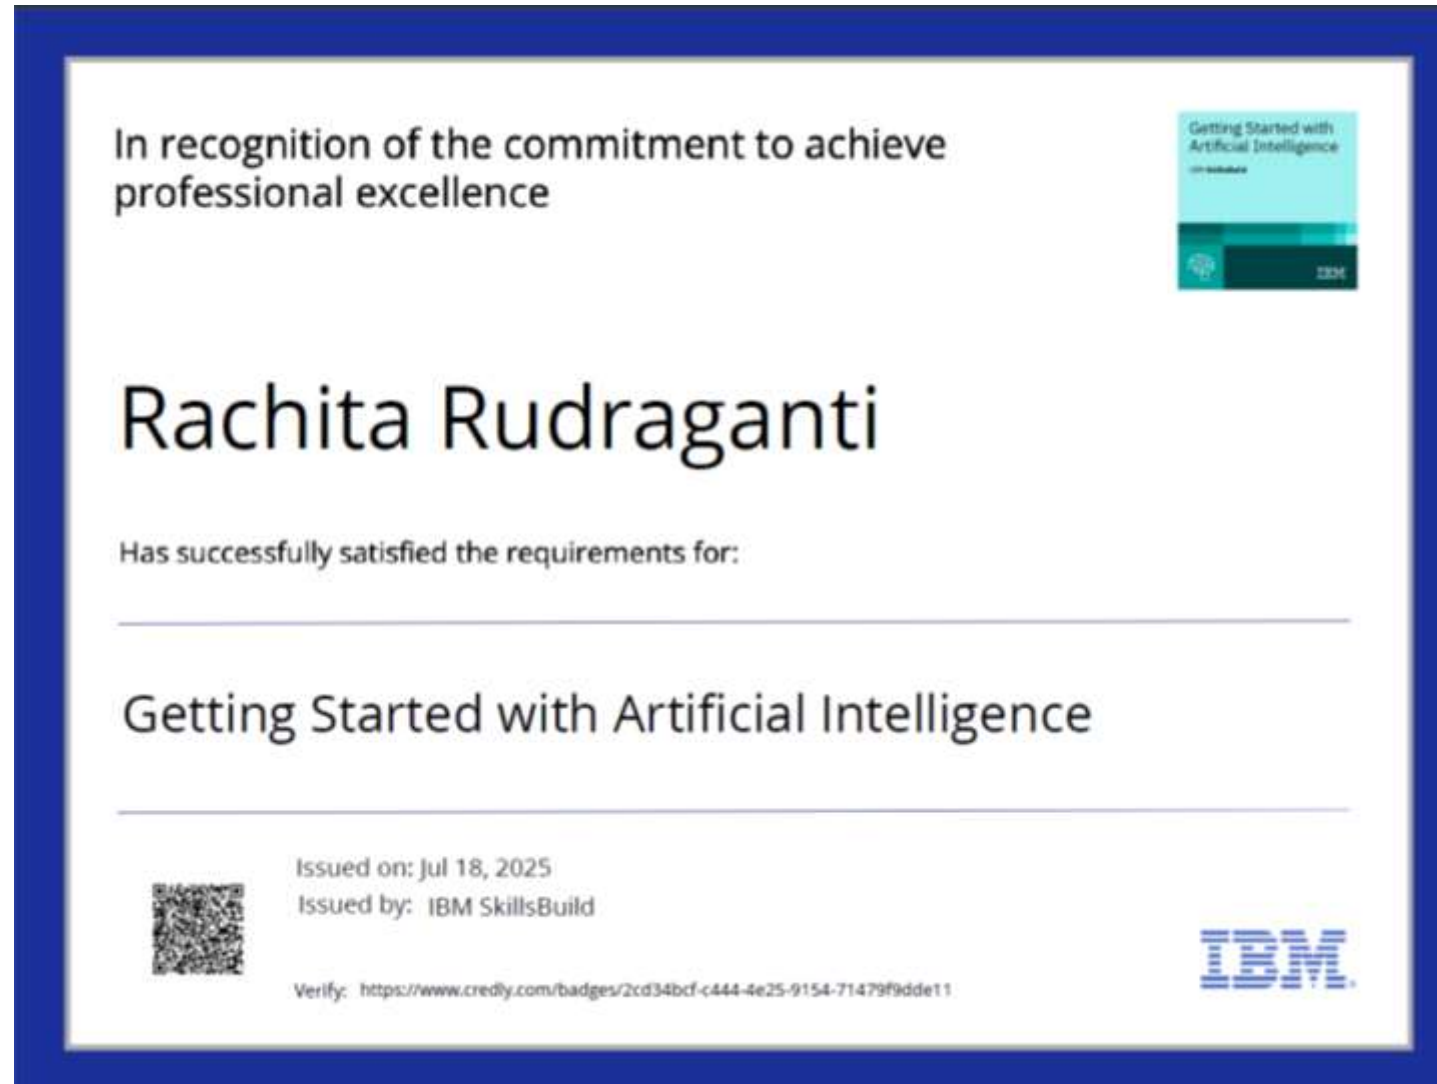 In recognition of the commitment to achieve
professional excellence
Getting Started with
Artificial Intelligence
IBM
Rachita Rudraganti
Has successfully satisfied the requirements for:
Getting Started with Artificial Intelligence
Issued on: Jul 18, 2025
Issued by: IBM SkillsBuild
Verify: https://www.credly.com/badges/2cd34bcf-c444-4e25-9154-71479f9dde11
IBM